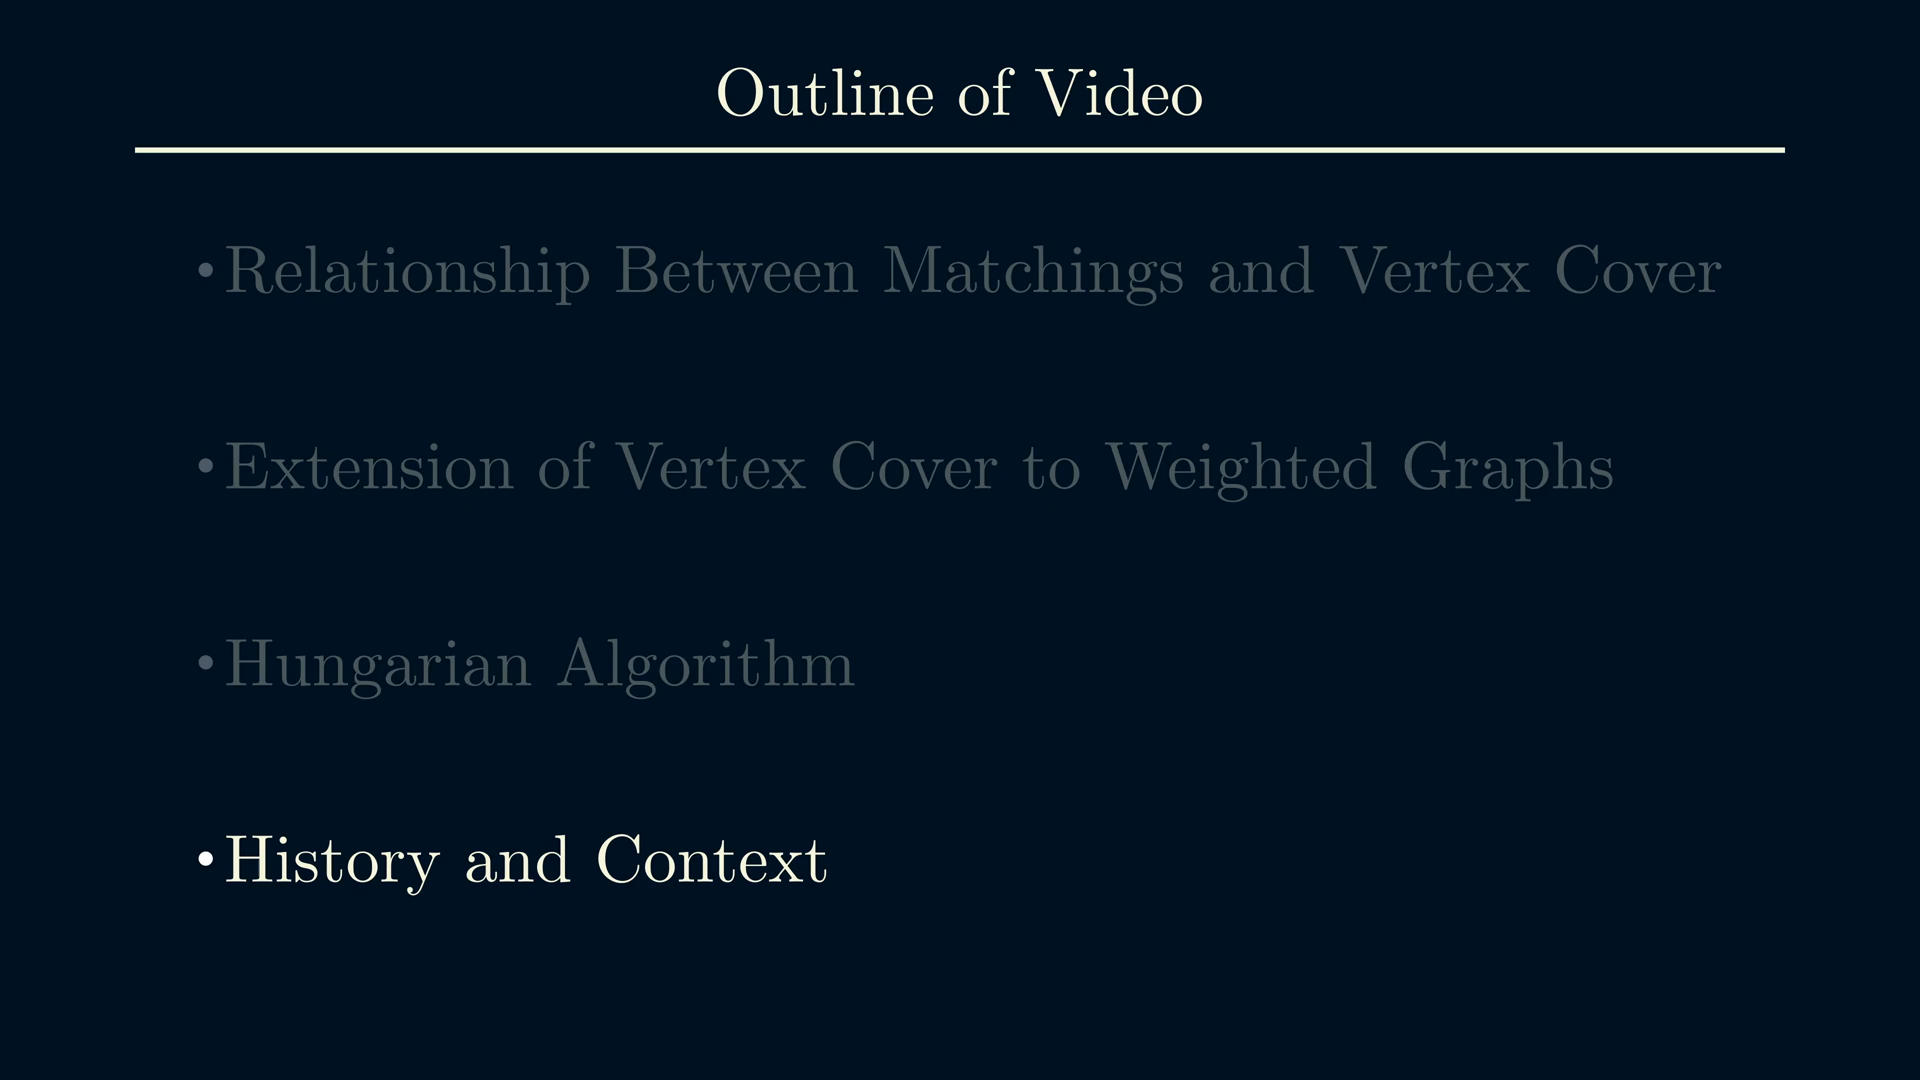 Outline of Video
• Relationship Between Matchings and Vertex Cover
• Extension of Vertex Cover to Weighted Graphs
• Hungarian Algorithm
• History and Context